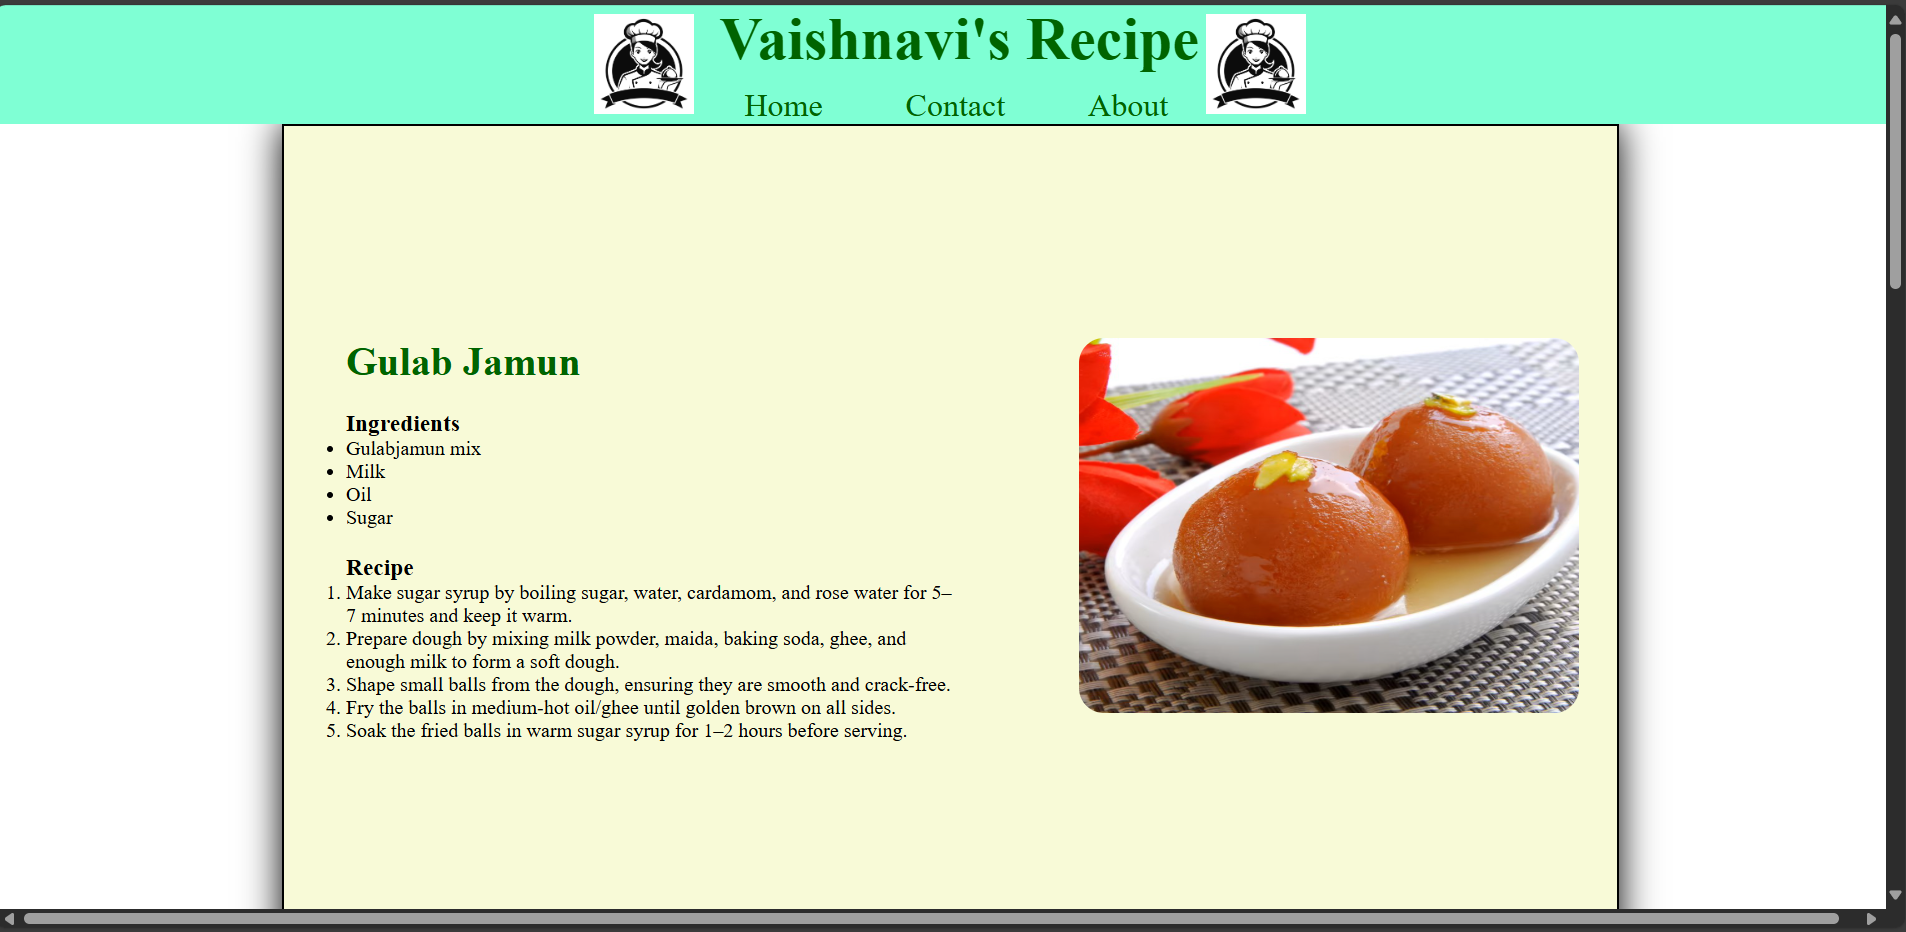 Vaishnavi's Recipe
Home Contact About
Gulab Jamun
Ingredients
• Gulabjamun mix
• Milk
• Oil
• Sugar
Recipe
1. Make sugar syrup by boiling sugar, water, cardamom, and rose water for 5–
7 minutes and keep it warm.
2. Prepare dough by mixing milk powder, maida, baking soda, ghee, and
enough milk to form a soft dough.
3. Shape small balls from the dough, ensuring they are smooth and crack-free.
4. Fry the balls in medium-hot oil/ghee until golden brown on all sides.
5. Soak the fried balls in warm sugar syrup for 1–2 hours before serving.